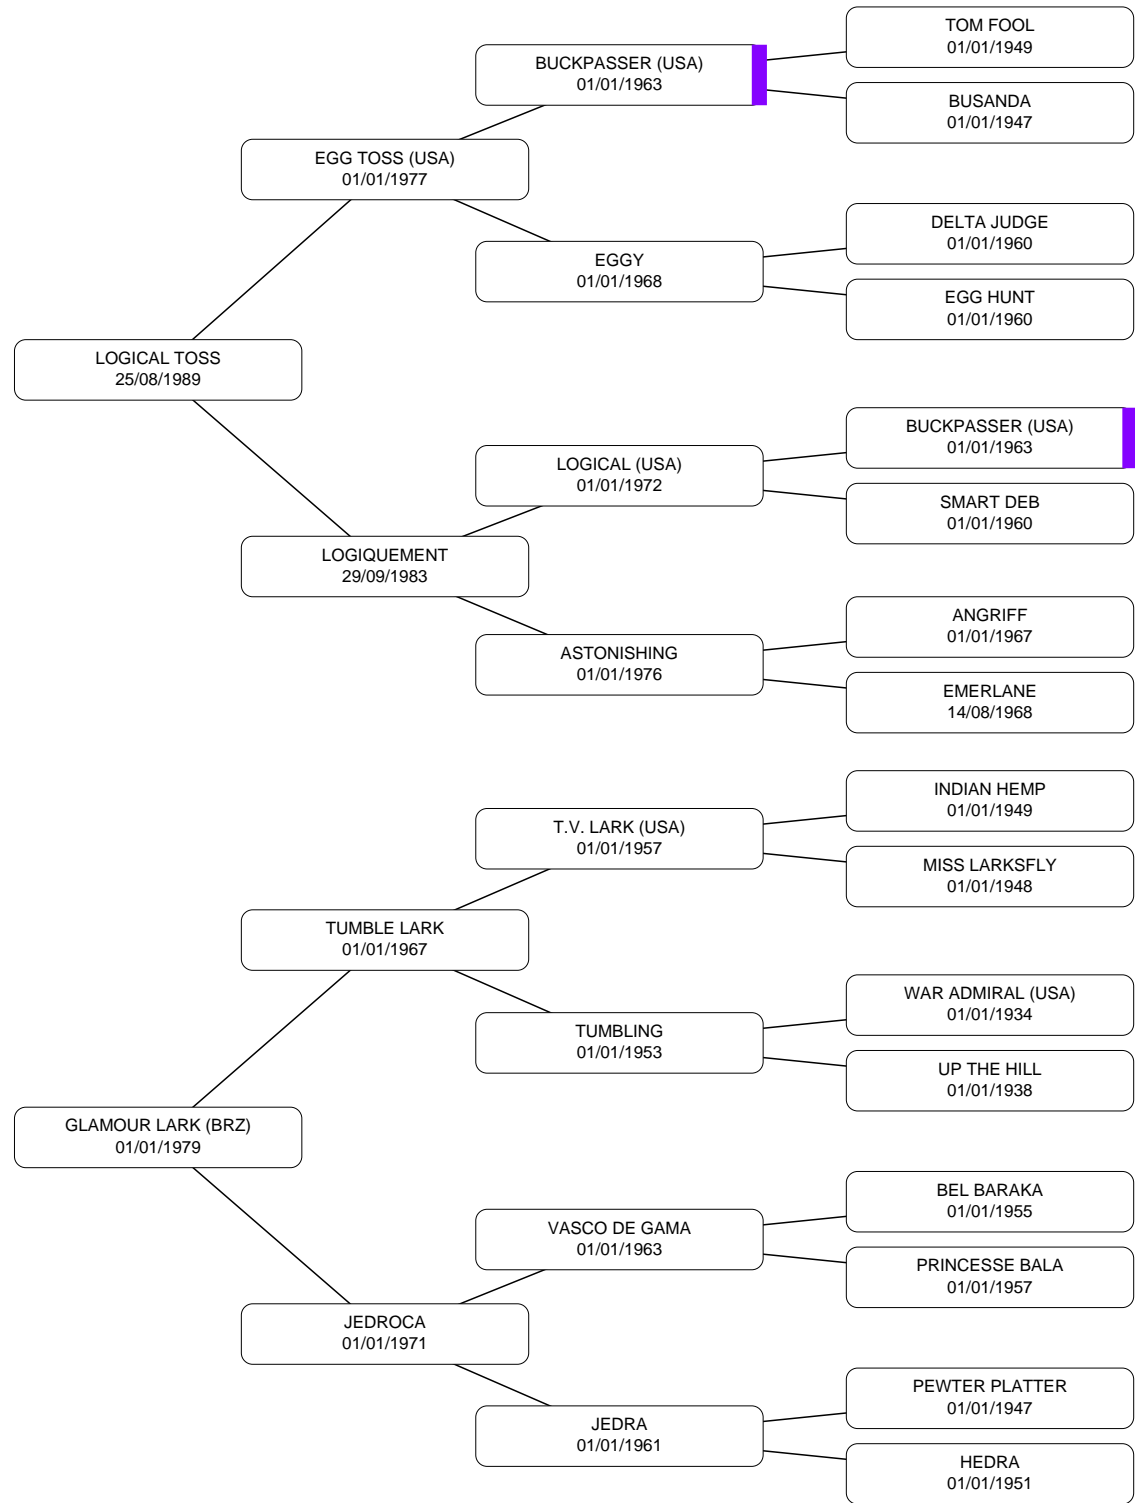 TOM FOOL
01/01/1949
BUCKPASSER (USA)
01/01/1963
BUSANDA
01/01/1947
EGG TOSS (USA)
01/01/1977
DELTA JUDGE
01/01/1960
EGGY
01/01/1968
EGG HUNT
01/01/1960
LOGICAL TOSS
25/08/1989
BUCKPASSER (USA)
01/01/1963
LOGICAL (USA)
01/01/1972
SMART DEB
01/01/1960
LOGIQUEMENT
29/09/1983
ANGRIFF
01/01/1967
ASTONISHING
01/01/1976
EMERLANE
14/08/1968
INDIAN HEMP
01/01/1949
T.V. LARK (USA)
01/01/1957
MISS LARKSFLY
01/01/1948
TUMBLE LARK
01/01/1967
WAR ADMIRAL (USA)
01/01/1934
TUMBLING
01/01/1953
UP THE HILL
01/01/1938
GLAMOUR LARK (BRZ)
01/01/1979
BEL BARAKA
01/01/1955
VASCO DE GAMA
01/01/1963
PRINCESSE BALA
01/01/1957
JEDROCA
01/01/1971
PEWTER PLATTER
01/01/1947
JEDRA
01/01/1961
HEDRA
01/01/1951